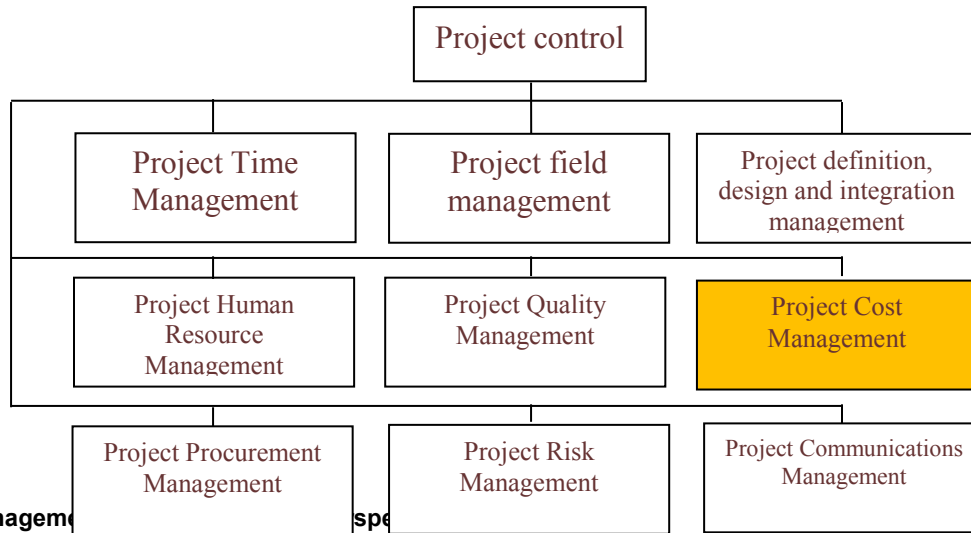 Project control
Project Time
Management
Project field
management
Project definition,
design and integration
management
Project Human
Resource
Management
Project Quality
Management
Project Cost
Management
Project Procurement
Management
Project Risk
Management
Project Communications
Management